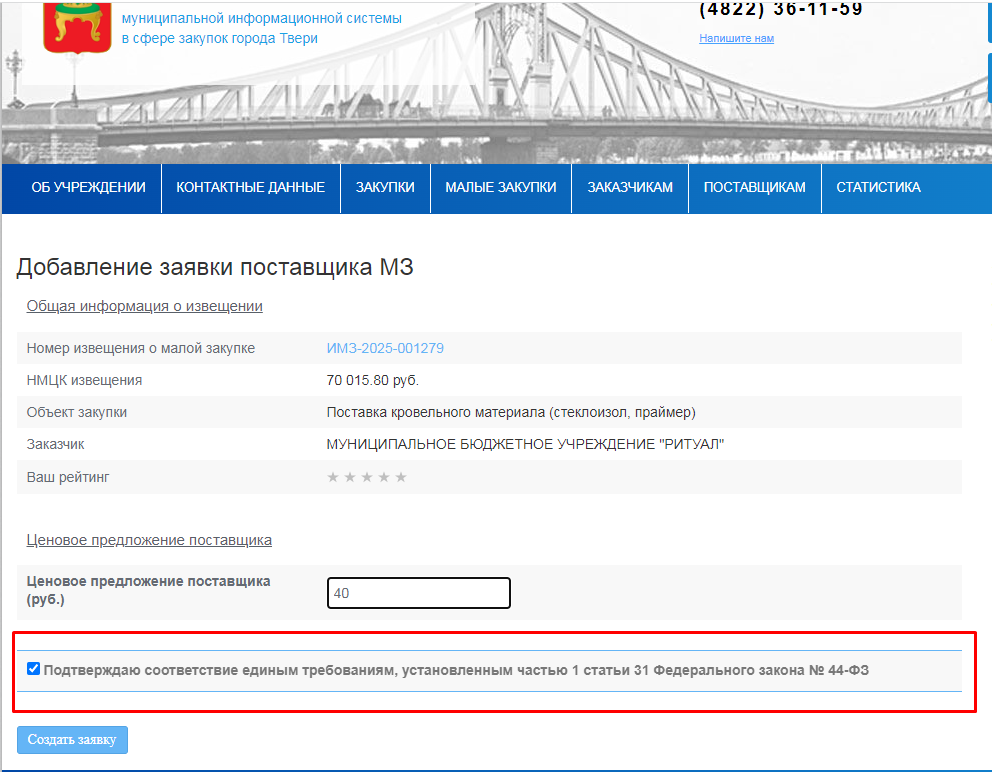 муниципальной информационной системы
в сфере закупок города Твери
(4822) 36-11-59
Напишите нам
ОБ УЧРЕЖДЕНИИ КОНТАКТНЫЕ ДАННЫЕ ЗАКУПКИ МАЛЫЕ ЗАКУПКИ ЗАКАЗЧИКАМ ПОСТАВЩИКАМ СТАТИСТИКА
Добавление заявки поставщика МЗ
Общая информация о извещении
Номер извещения о малой закупке ИМЗ-2025-001279
НМЦК извещения 70 015.80 руб.
Объект закупки Поставка кровельного материала (стеклоизол, праймер)
Заказчик МУНИЦИПАЛЬНОЕ БЮДЖЕТНОЕ УЧРЕЖДЕНИЕ "РИТУАЛ"
Ваш рейтинг
Ценовое предложение поставщика
Ценовое предложение поставщика
(руб.)
40
Подтверждаю соответствие единым требованиям, установленным частью 1 статьи 31 Федерального закона № 44-ФЗ
Создать заявку